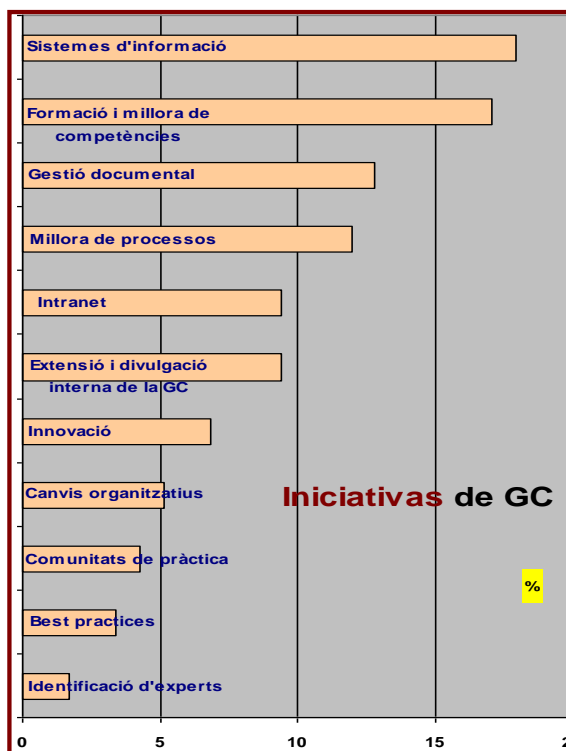 Sistemes d'informació
Formació i millora de
competències
Gestió documental
Millora de processos
Intranet
Extensió i divulgació
interna de la GC
Innovació
Canvis organitzatius
Iniciativas de GC
Comunitats de pràctica
%
Best practices
Identificació d'experts
0 5 10 15 2